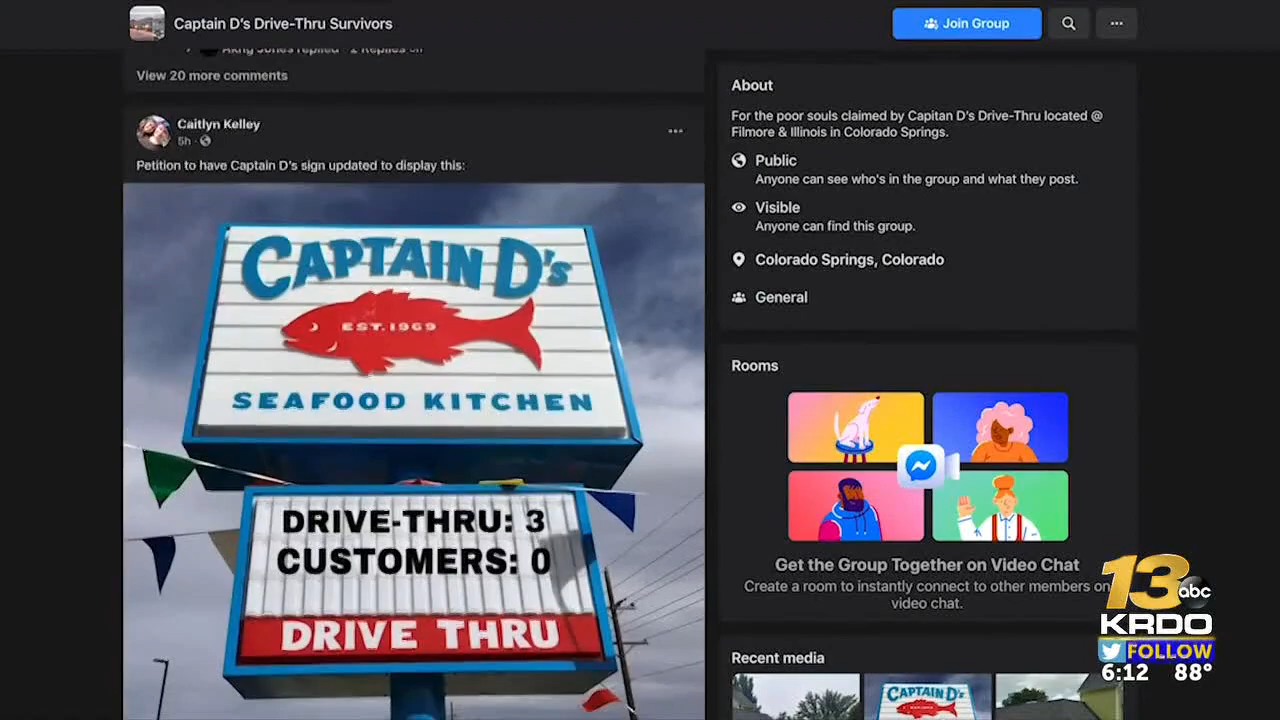 Captain D's Drive-Thru Survivors
Join Group
View 20 more comments
Caitlyn Kelley
5h
Petition to have Captain D's sign updated to display this:
CAPTAIN D's
EST. 1969
SEAFOOD KITCHEN
DRIVE-THRU: 3
CUSTOMERS: 0
DRIVE THRU
About
For the poor souls claimed by Capitan D's Drive-Thru located @
Filmore & Illinois in Colorado Springs.
Public
Anyone can see who's in the group and what they post.
Visible
Anyone can find this group.
Colorado Springs, Colorado
General
Rooms
Get the Group Together on Video Chat
Create a room to instantly connect to other members on
video chat.
Recent media
CAPTAIN D's
13
abc
KRDO
FOLLOW
6:12 88°